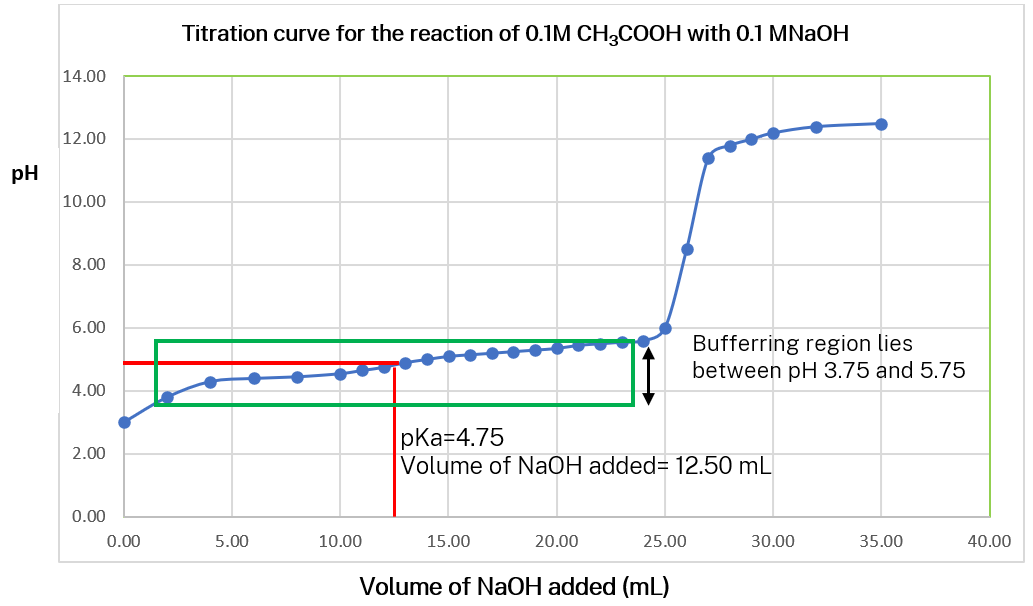 Titration curve for the reaction of 0.1M CH₃COOH with 0.1 MNaOH
14.00
12.00
pH
10.00
8.00
6.00
Bufferring region lies
between pH 3.75 and 5.75
4.00
pKa=4.75
2.00
Volume of NaOH added= 12.50 mL
0.00
0.00 5.00 10.00 15.00 20.00 25.00 30.00 35.00 40.00
Volume of NaOH added (mL)